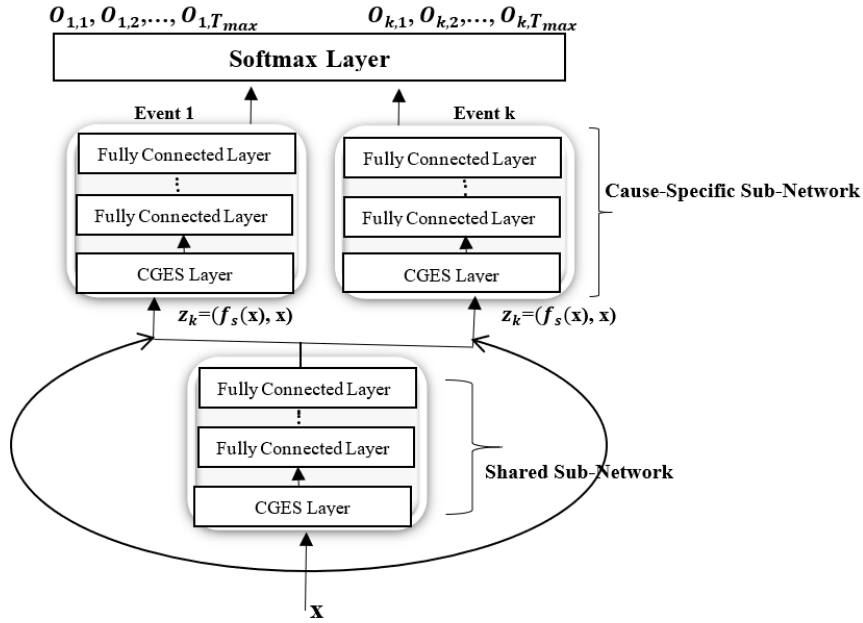 O1,1, O1,2,..., O1,Tmax
Ok,1, Ok,2,..., Ok,Tmax
Softmax Layer
Event 1
Event k
Fully Connected Layer
Fully Connected Layer
CGES Layer
Fully Connected Layer
Fully Connected Layer
CGES Layer
Cause-Specific Sub-Network
zk=(fs(x), x)
zk=(fs(x), x)
Fully Connected Layer
Fully Connected Layer
CGES Layer
Shared Sub-Network
x